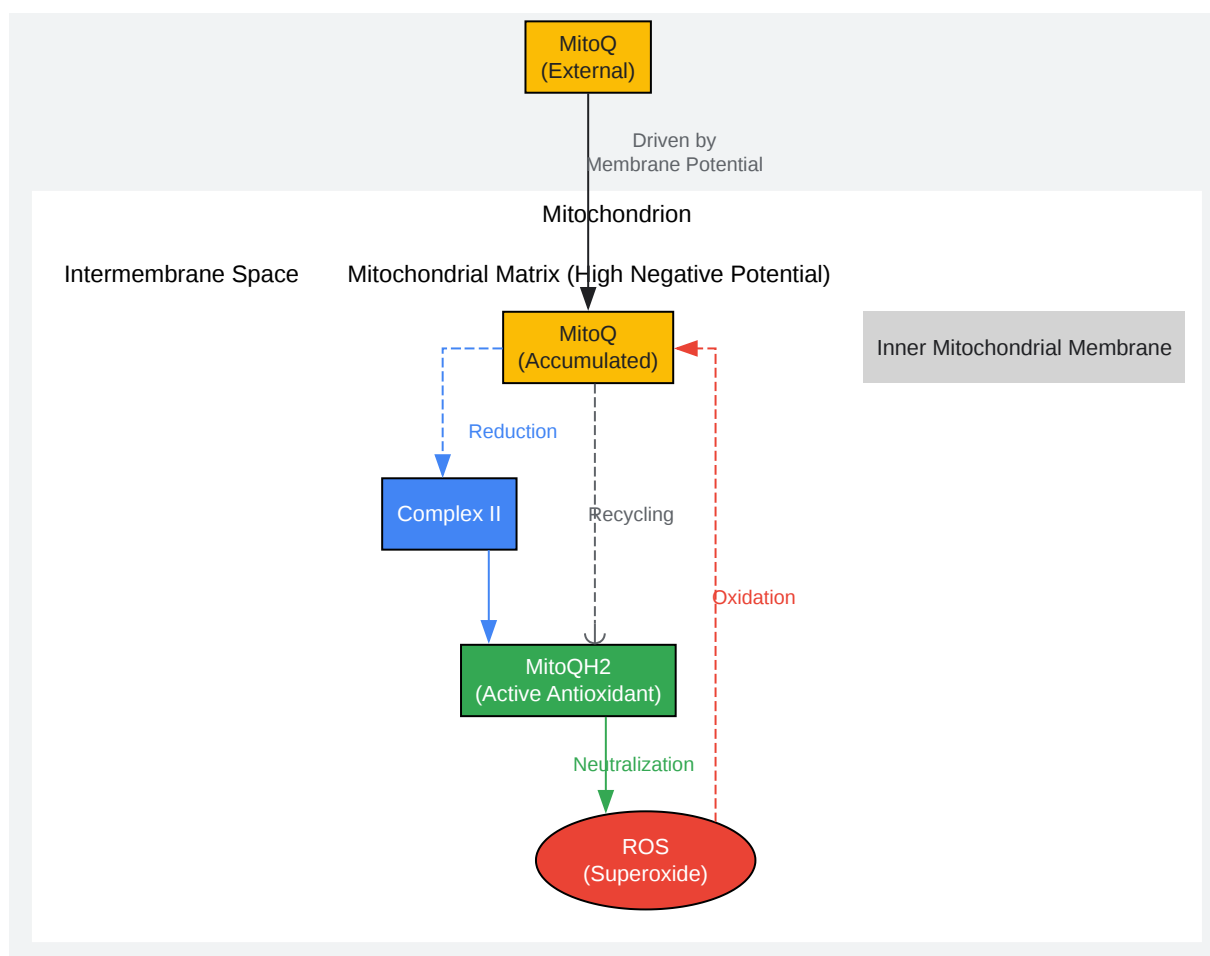 MitoQ
(External)
Driven by
Membrane Potential
Mitochondrion
Intermembrane Space
Mitochondrial Matrix (High Negative Potential)
MitoQ
(Accumulated)
Inner Mitochondrial Membrane
Reduction
Complex II
Recycling
Oxidation
MitoQH2
(Active Antioxidant)
Neutralization
ROS
(Superoxide)